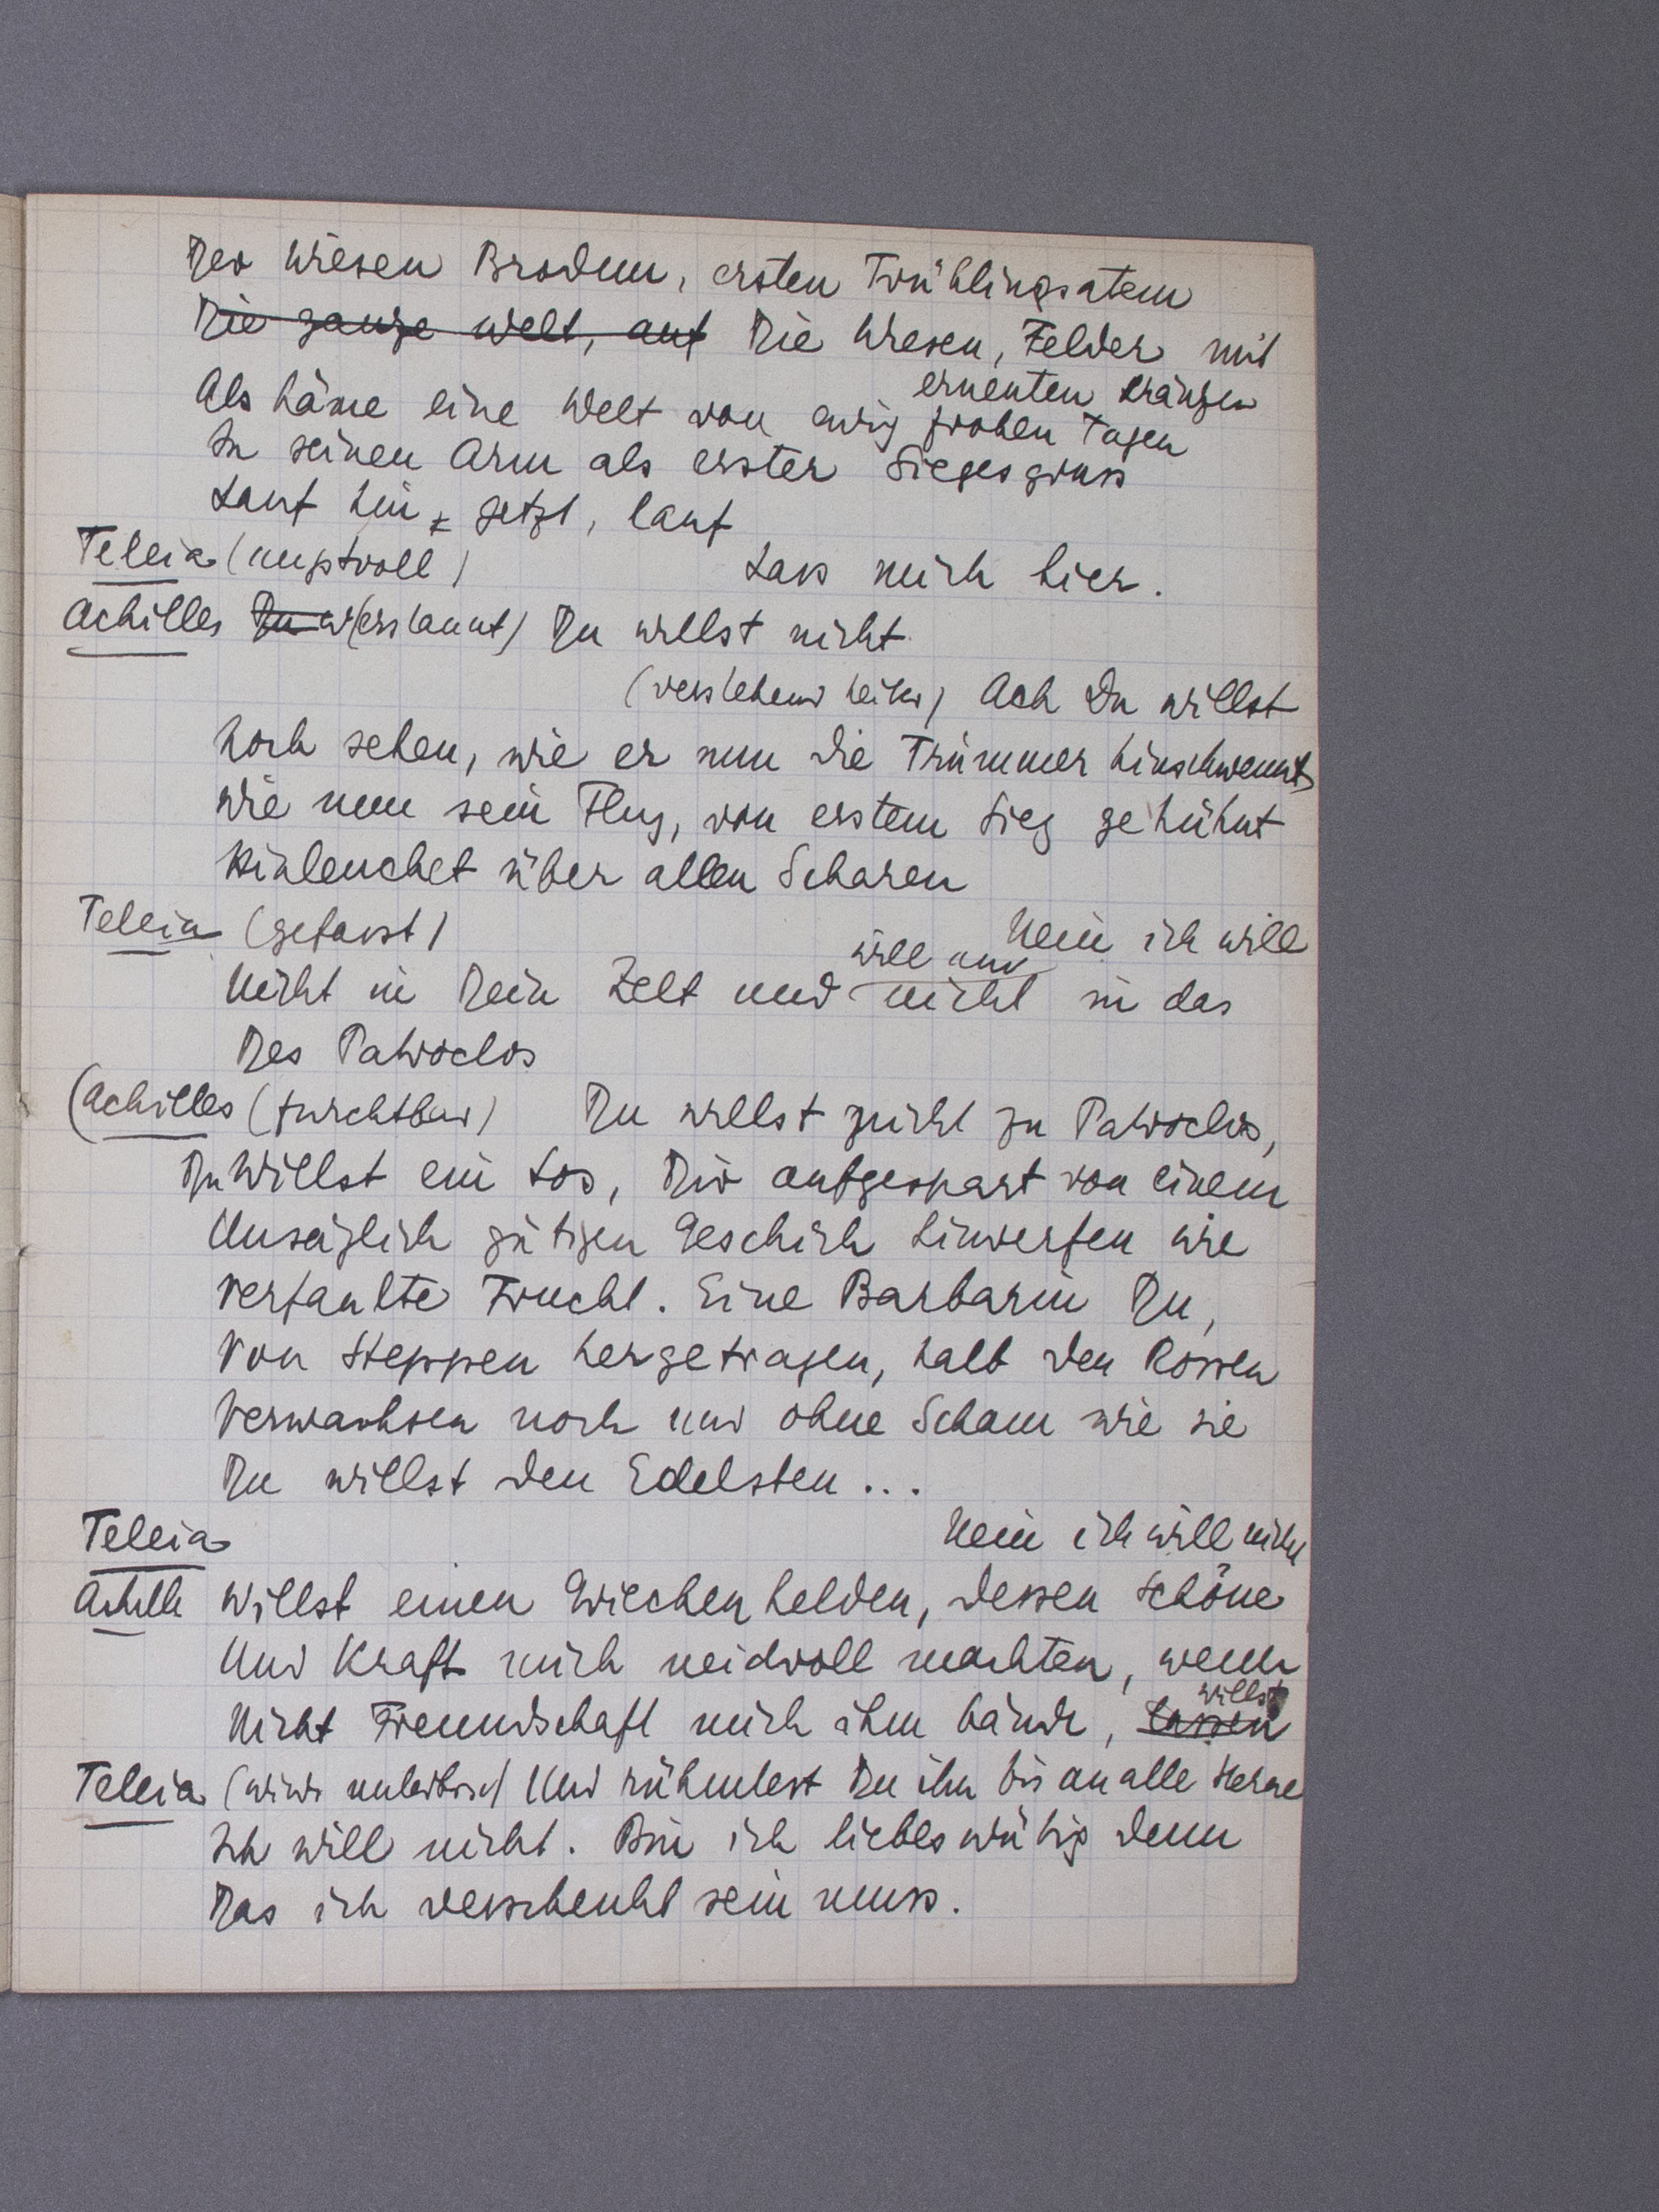 Der Wiesen Brodem, ersten Frühlingsatem
Die ganze Welt, auf Die Wiesen, Felder mit
erneuten Kränzen
Als käme eine Welt von ewig frohen Tagen
In seinen Arm als erster Siegesgruss
Lauf hin jetzt, lauf
Teleia (angstvoll)
Lass mich hier.
Achilles Du w (erstaunt) Du willst nicht
(verstehend heiter) Ach Du willst
Noch sehen, wie er nun die Trümmer hinschwemmt,
Wie nun sein Flug, von erstem Sieg gekühnt
Hinleuchet über allen Scharen
Teleia (gefasst)
Nein ich will
will auch
Nicht in Dein Zelt und nicht in das
Des Patroclos
(Achilles (furchtbar) Du willst nicht zu Patroclos,
Du Willst ein Los, Dir aufgespart von einem
Unsäglich gütigen Geschick hinwerfen wie
Verfaulte Frucht. Eine Barbarin Du,
Von Steppen hergetragen, halb den Rossen
Verwachsen noch und ohne Scham wie sie
Du willst den Edelsten ...
Teleia
Nein ich will nicht
Achille Willst einen Griechenhelden, dessen Schöne
Und Kraft mich neidvoll machten, wenn
willst
Nicht Freundschaft mich ihm bände, lassen
Teleia (wird unterbr) Und rühmtest Du ihn bis an alle Sterne
Ich will nicht. Bin ich liebeswütig denn
Das ich verschenkt sein muss.